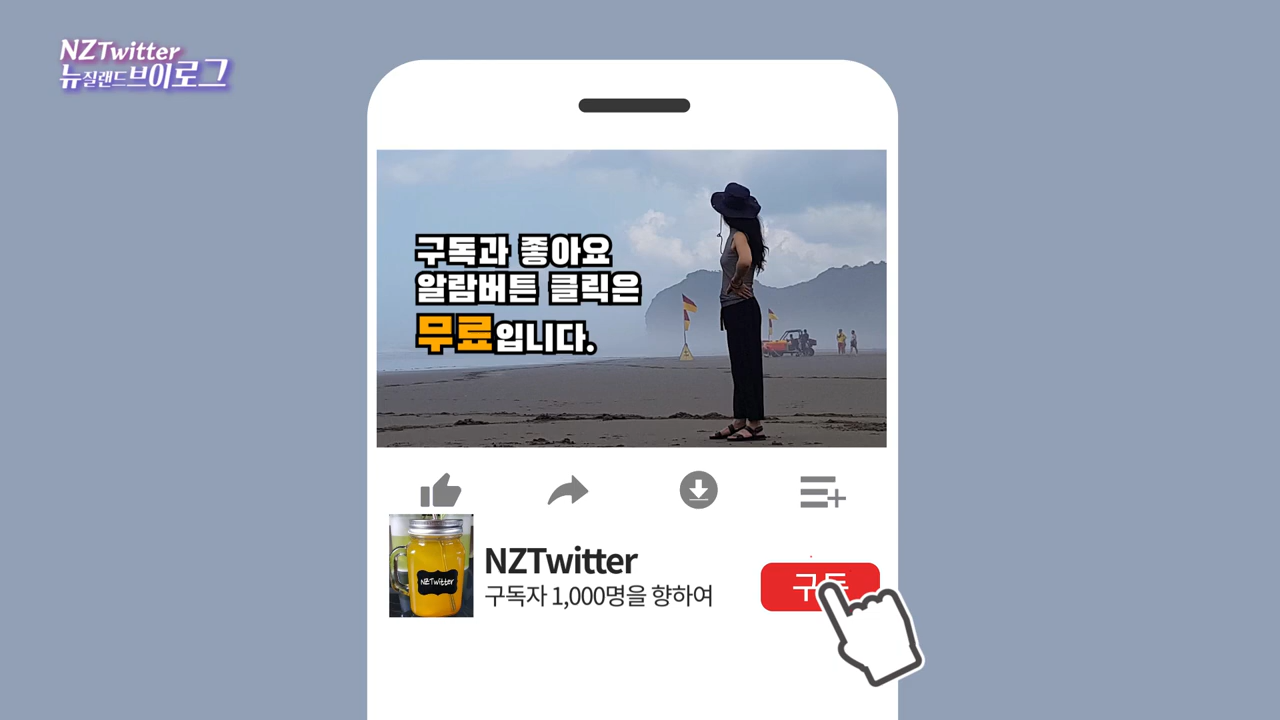 NZTwitter
뉴질랜드브이로그
구독과 좋아요
알람버튼 클릭은
무료입니다.
NZTwitter
NZTwitter
구독자 1,000명을 향하여
구독